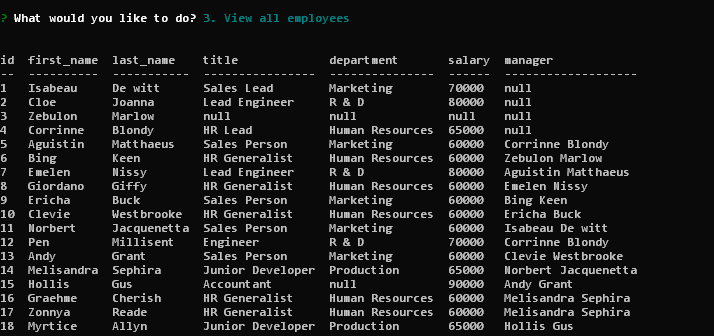 ? What would you like to do? 3. View all employees
id  first_name  last_name    title             department       salary  manager
--  ----------  -----------  ----------------  ---------------  ------  -------------------
1   Isabeau     De witt      Sales Lead        Marketing        70000   null
2   Cloe        Joanna       Lead Engineer     R & D            80000   null
3   Zebulon     Marlow       null              null             null    null
4   Corrinne    Blondy       HR Lead           Human Resources  65000   null
5   Aguistin    Matthaeus    Sales Person      Marketing        60000   Corrinne Blondy
6   Bing        Keen         HR Generalist     Human Resources  60000   Zebulon Marlow
7   Emelen      Nissy        Lead Engineer     R & D            80000   Aguistin Matthaeus
8   Giordano    Giffy        HR Generalist     Human Resources  60000   Emelen Nissy
9   Ericha      Buck         Sales Person      Marketing        60000   Bing Keen
10  Clevie      Westbrooke   HR Generalist     Human Resources  60000   Ericha Buck
11  Norbert     Jacquenetta  Sales Person      Marketing        60000   Isabeau De witt
12  Pen         Millisent    Engineer          R & D            70000   Corrinne Blondy
13  Andy        Grant        Sales Person      Marketing        60000   Clevie Westbrooke
14  Melisandra  Sephira      Junior Developer  Production       65000   Norbert Jacquenetta
15  Hollis      Gus          Accountant        null             90000   Andy Grant
16  Graehme     Cherish      HR Generalist     Human Resources  60000   Melisandra Sephira
17  Zonnya      Reade        HR Generalist     Human Resources  60000   Melisandra Sephira
18  Myrtice     Allyn        Junior Developer  Production       65000   Hollis Gus